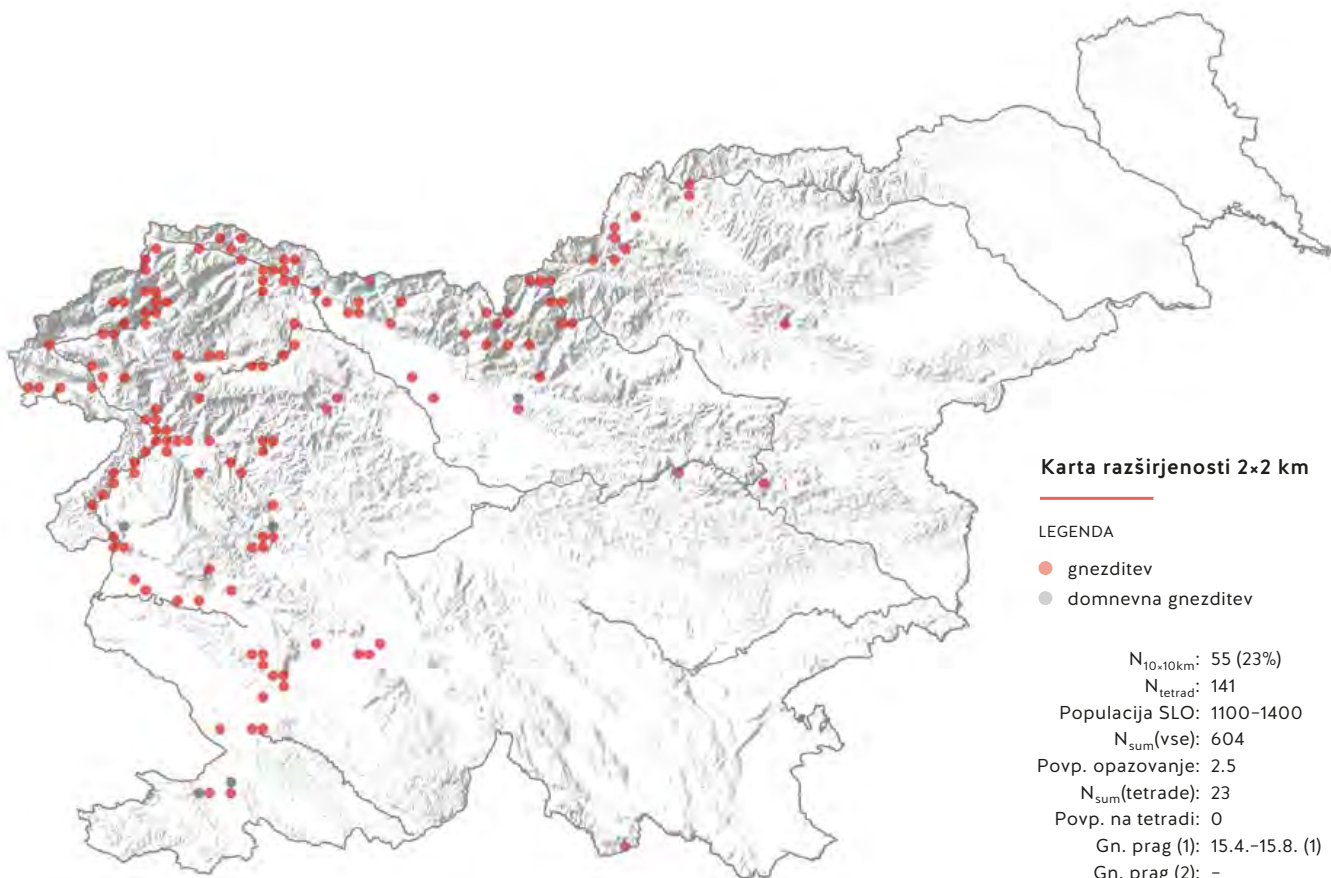 Karta razširjenosti 2×2 km
LEGENDA
gnezditev
domnevna gnezditev
N10×10km: 55 (23%)
Ntetrad: 141
Populacija SLO: 1100–1400
Nsum(vse): 604
Povp. opazovanje: 2.5
Nsum(tetrade): 23
Povp. na tetradi: 0
Gn. prag (1): 15.4.–15.8. (1)
Gn. prag (2): –